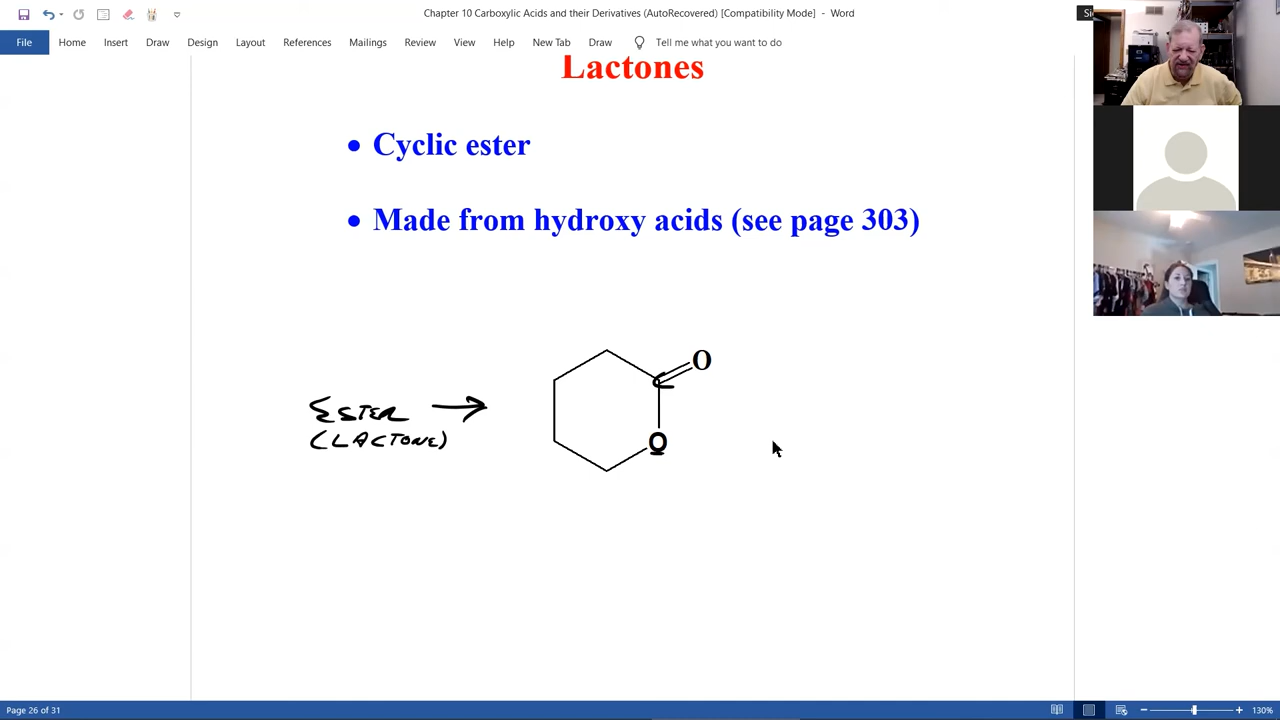 Chapter 10 Carboxylic Acids and their Derivatives (AutoRecovered) [Compatibility Mode] - Word
File Home Insert Draw Design Layout References Mailings Review View Help New Tab Draw Tell me what you want to do
Lactones
• Cyclic ester
• Made from hydroxy acids (see page 303)
O
C
ESTER →
(LACTONE)
O
Page 26 of 31
130%